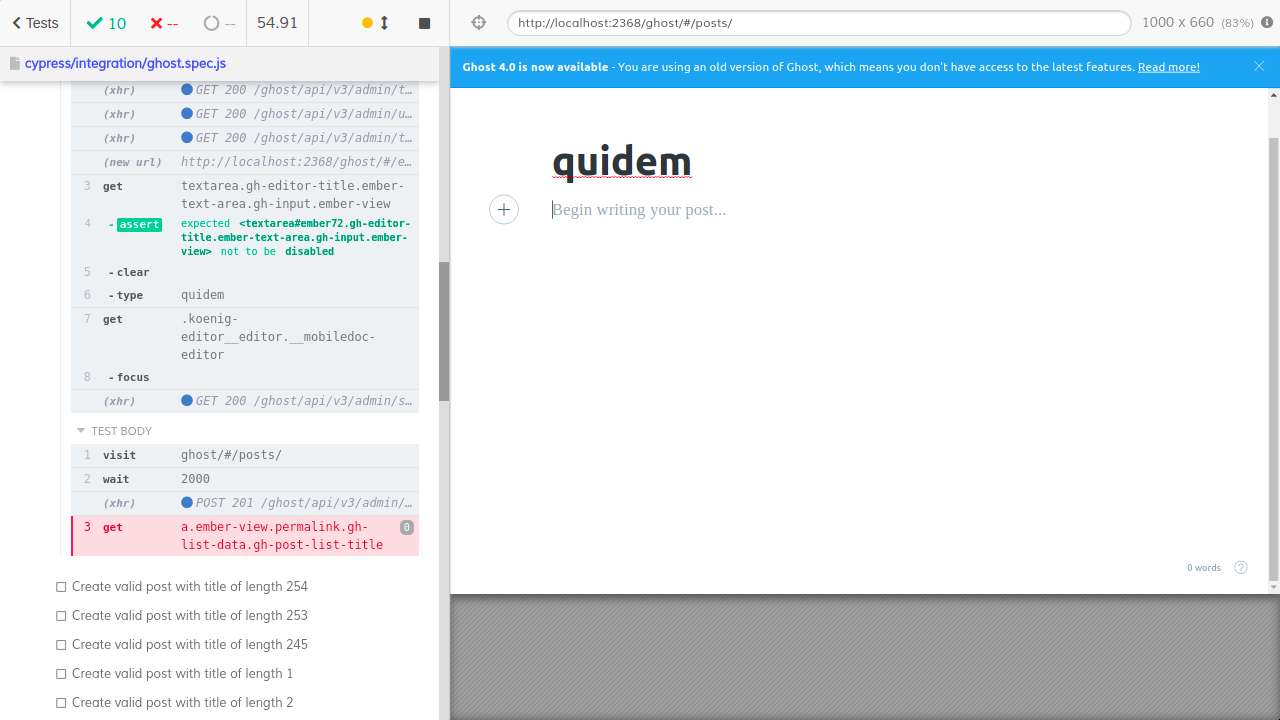 Tests
10
--
--
54.91
http://localhost:2368/ghost/#/posts/
1000 x 660 (83%)
cypress/integration/ghost.spec.js
(xhr) GET 200 /ghost/api/v3/admin/t…
(xhr) GET 200 /ghost/api/v3/admin/u…
(xhr) GET 200 /ghost/api/v3/admin/t…
(new url) http://localhost:2368/ghost/#/e…
3 get textarea.gh-editor-title.ember-
text-area.gh-input.ember-view
4 -assert expected <textarea#ember72.gh-editor-
title.ember-text-area.gh-input.ember-
view> not to be disabled
5 -clear
6 -type quidem
7 get .koenig-
editor__editor.__mobiledoc-
editor
8 -focus
(xhr) GET 200 /ghost/api/v3/admin/s…
TEST BODY
1 visit ghost/#/posts/
2 wait 2000
(xhr) POST 201 /ghost/api/v3/admin/…
3 get a.ember-view.permalink.gh- 0
list-data.gh-post-list-title
Create valid post with title of length 254
Create valid post with title of length 253
Create valid post with title of length 245
Create valid post with title of length 1
Create valid post with title of length 2
Ghost 4.0 is now available - You are using an old version of Ghost, which means you don't have access to the latest features. Read more!
quidem
Begin writing your post...
0 words
?